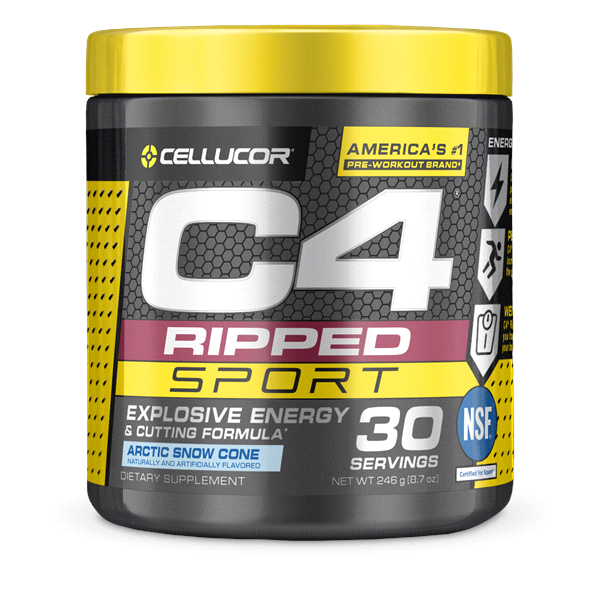 CELLUCOR®
AMERICA'S #1
PRE-WORKOUT BRAND*
ENERG
C4®
RIPPED
SPORT
EXPLOSIVE ENERGY
& CUTTING FORMULA*
ARCTIC SNOW CONE
NATURALLY AND ARTIFICIALLY FLAVORED
DIETARY SUPPLEMENT
30
SERVINGS
NET WT 246 g (8.7 oz)
NSF.
Certified for Sport®